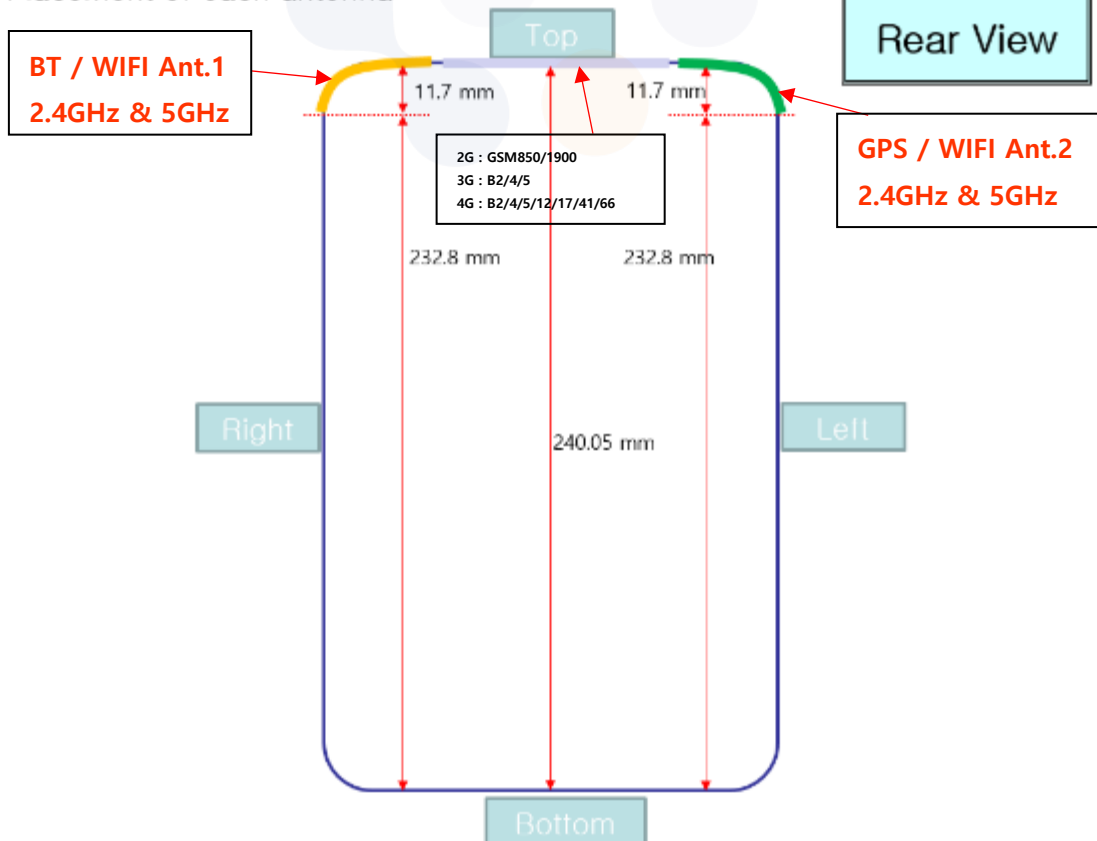 Top
Rear View
BT / WIFI Ant.1
2.4GHz & 5GHz
11.7 mm
11.7 mm
2G : GSM850/1900
3G : B2/4/5
4G : B2/4/5/12/17/41/66
GPS / WIFI Ant.2
2.4GHz & 5GHz
232.8 mm
232.8 mm
Right
240.05 mm
Left
Bottom